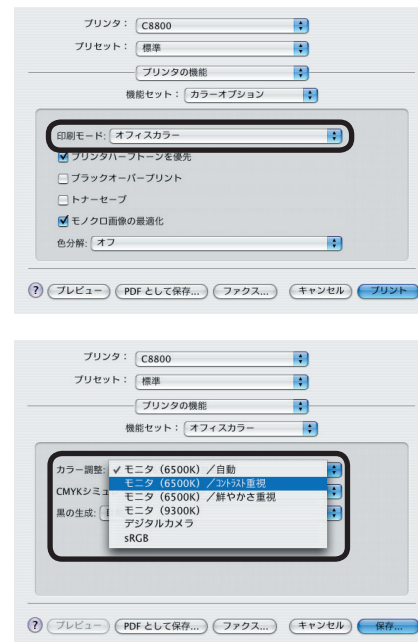 プリンタ： C8800
プリセット： 標準
プリンタの機能
機能セット： カラーオプション
印刷モード: オフィスカラー
プリンタハーフトーンを優先
ブラックオーバープリント
トナーセーブ
モノクロ画像の最適化
色分解: オフ
? プレビュー PDF として保存... ファクス... キャンセル プリント
プリンタ： C8800
プリセット： 標準
プリンタの機能
機能セット： オフィスカラー
カラー調整: ✓ モニタ（6500K）／自動
モニタ（6500K）／コントラスト重視
CMYKシミュ
モニタ（6500K）／鮮やかさ重視
黒の生成:
モニタ（9300K）
デジタルカメラ
sRGB
? プレビュー PDF として保存... ファクス... キャンセル 保存...